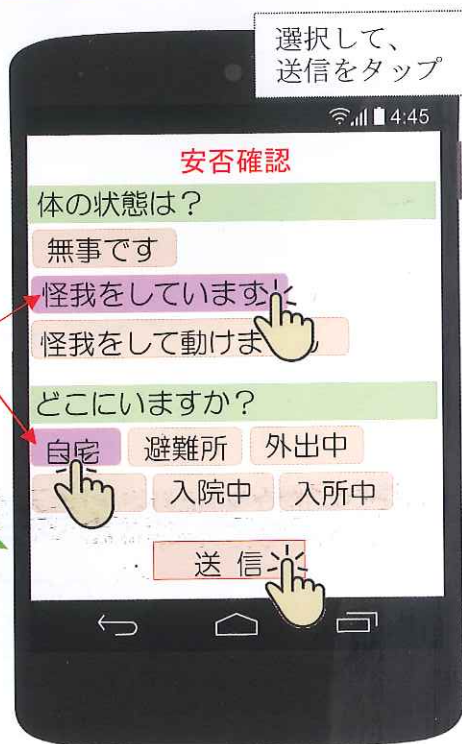 選択して、
送信をタップ
4:45
安否確認
体の状態は？
無事です
怪我をしています
怪我をして動けま
どこにいますか？
自宅 避難所 外出中
入院中 入所中
送 信